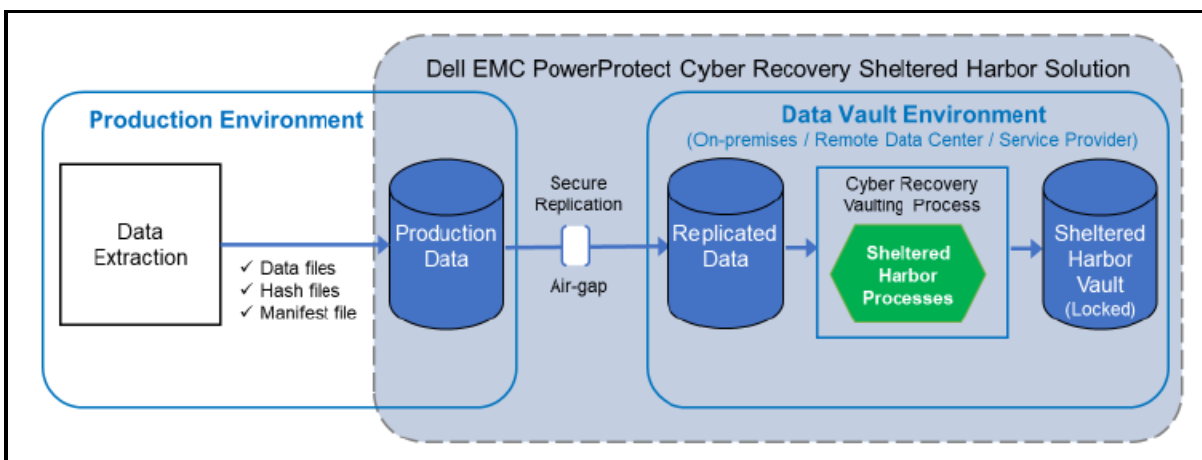 Dell EMC PowerProtect Cyber Recovery Sheltered Harbor Solution
Production Environment
Data
Extraction
✓ Data files
✓ Hash files
✓ Manifest file
Production
Data
Secure
Replication
Air-gap
Data Vault Environment
(On-premises / Remote Data Center / Service Provider)
Replicated
Data
Cyber Recovery
Vaulting Process
Sheltered
Harbor
Processes
Sheltered
Harbor
Vault
(Locked)